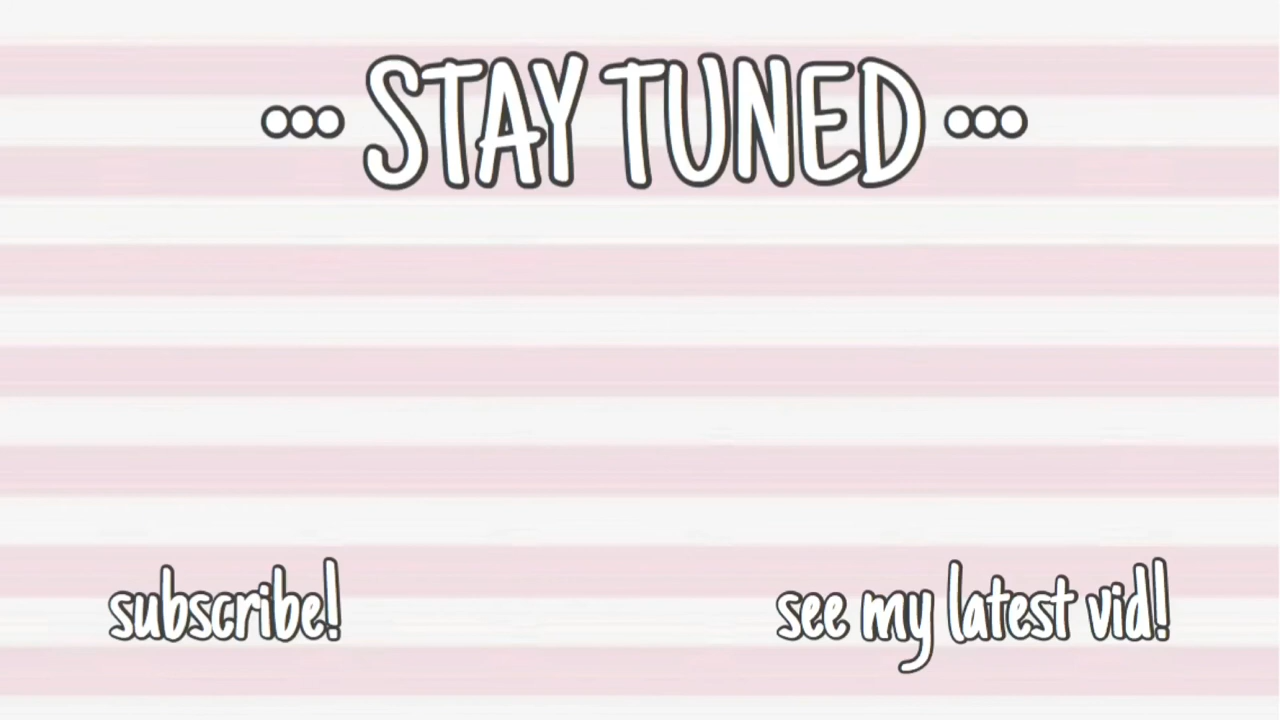 ••• STAY TUNED •••
subscribe!
see my latest vid!